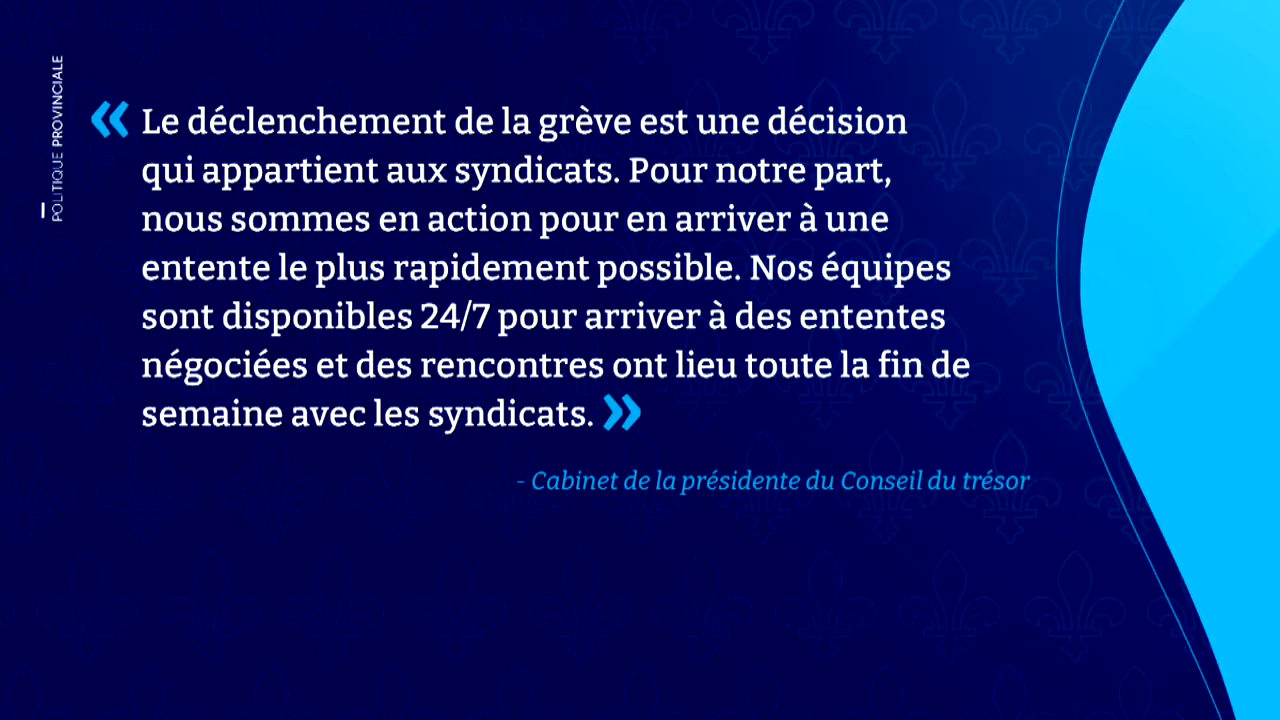 POLITIQUE PROVINCIALE
« Le déclenchement de la grève est une décision
qui appartient aux syndicats. Pour notre part,
nous sommes en action pour en arriver à une
entente le plus rapidement possible. Nos équipes
sont disponibles 24/7 pour arriver à des ententes
négociées et des rencontres ont lieu toute la fin de
semaine avec les syndicats. »
- Cabinet de la présidente du Conseil du trésor